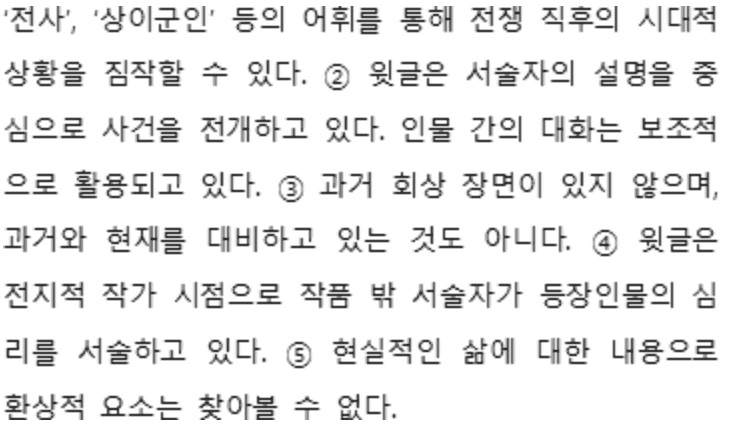 '전사', '상이군인' 등의 어휘를 통해 전쟁 직후의 시대적
상황을 짐작할 수 있다. ② 윗글은 서술자의 설명을 중
심으로 사건을 전개하고 있다. 인물 간의 대화는 보조적
으로 활용되고 있다. ③ 과거 회상 장면이 있지 않으며,
과거와 현재를 대비하고 있는 것도 아니다. ④ 윗글은
전지적 작가 시점으로 작품 밖 서술자가 등장인물의 심
리를 서술하고 있다. ⑤ 현실적인 삶에 대한 내용으로
환상적 요소는 찾아볼 수 없다.